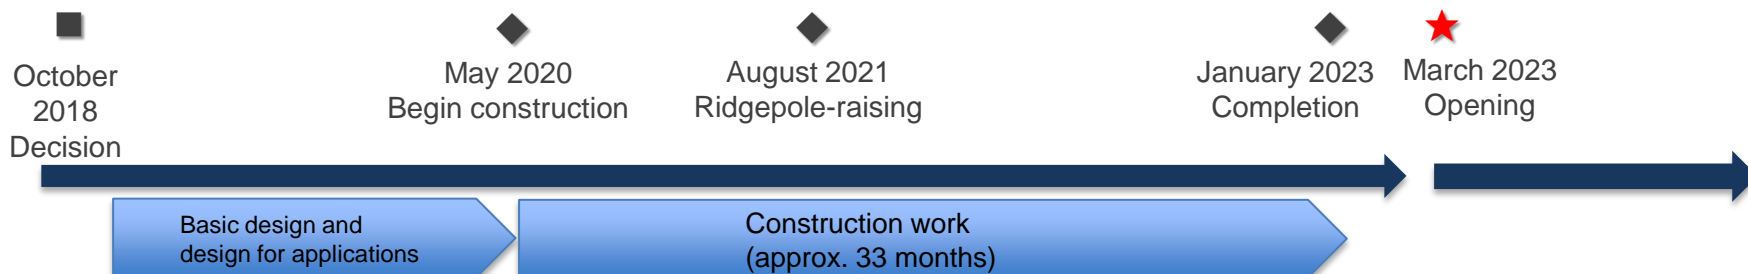 October
2018
Decision
May 2020
Begin construction
August 2021
Ridgepole-raising
January 2023
Completion
March 2023
Opening
Basic design and
design for applications
Construction work
(approx. 33 months)